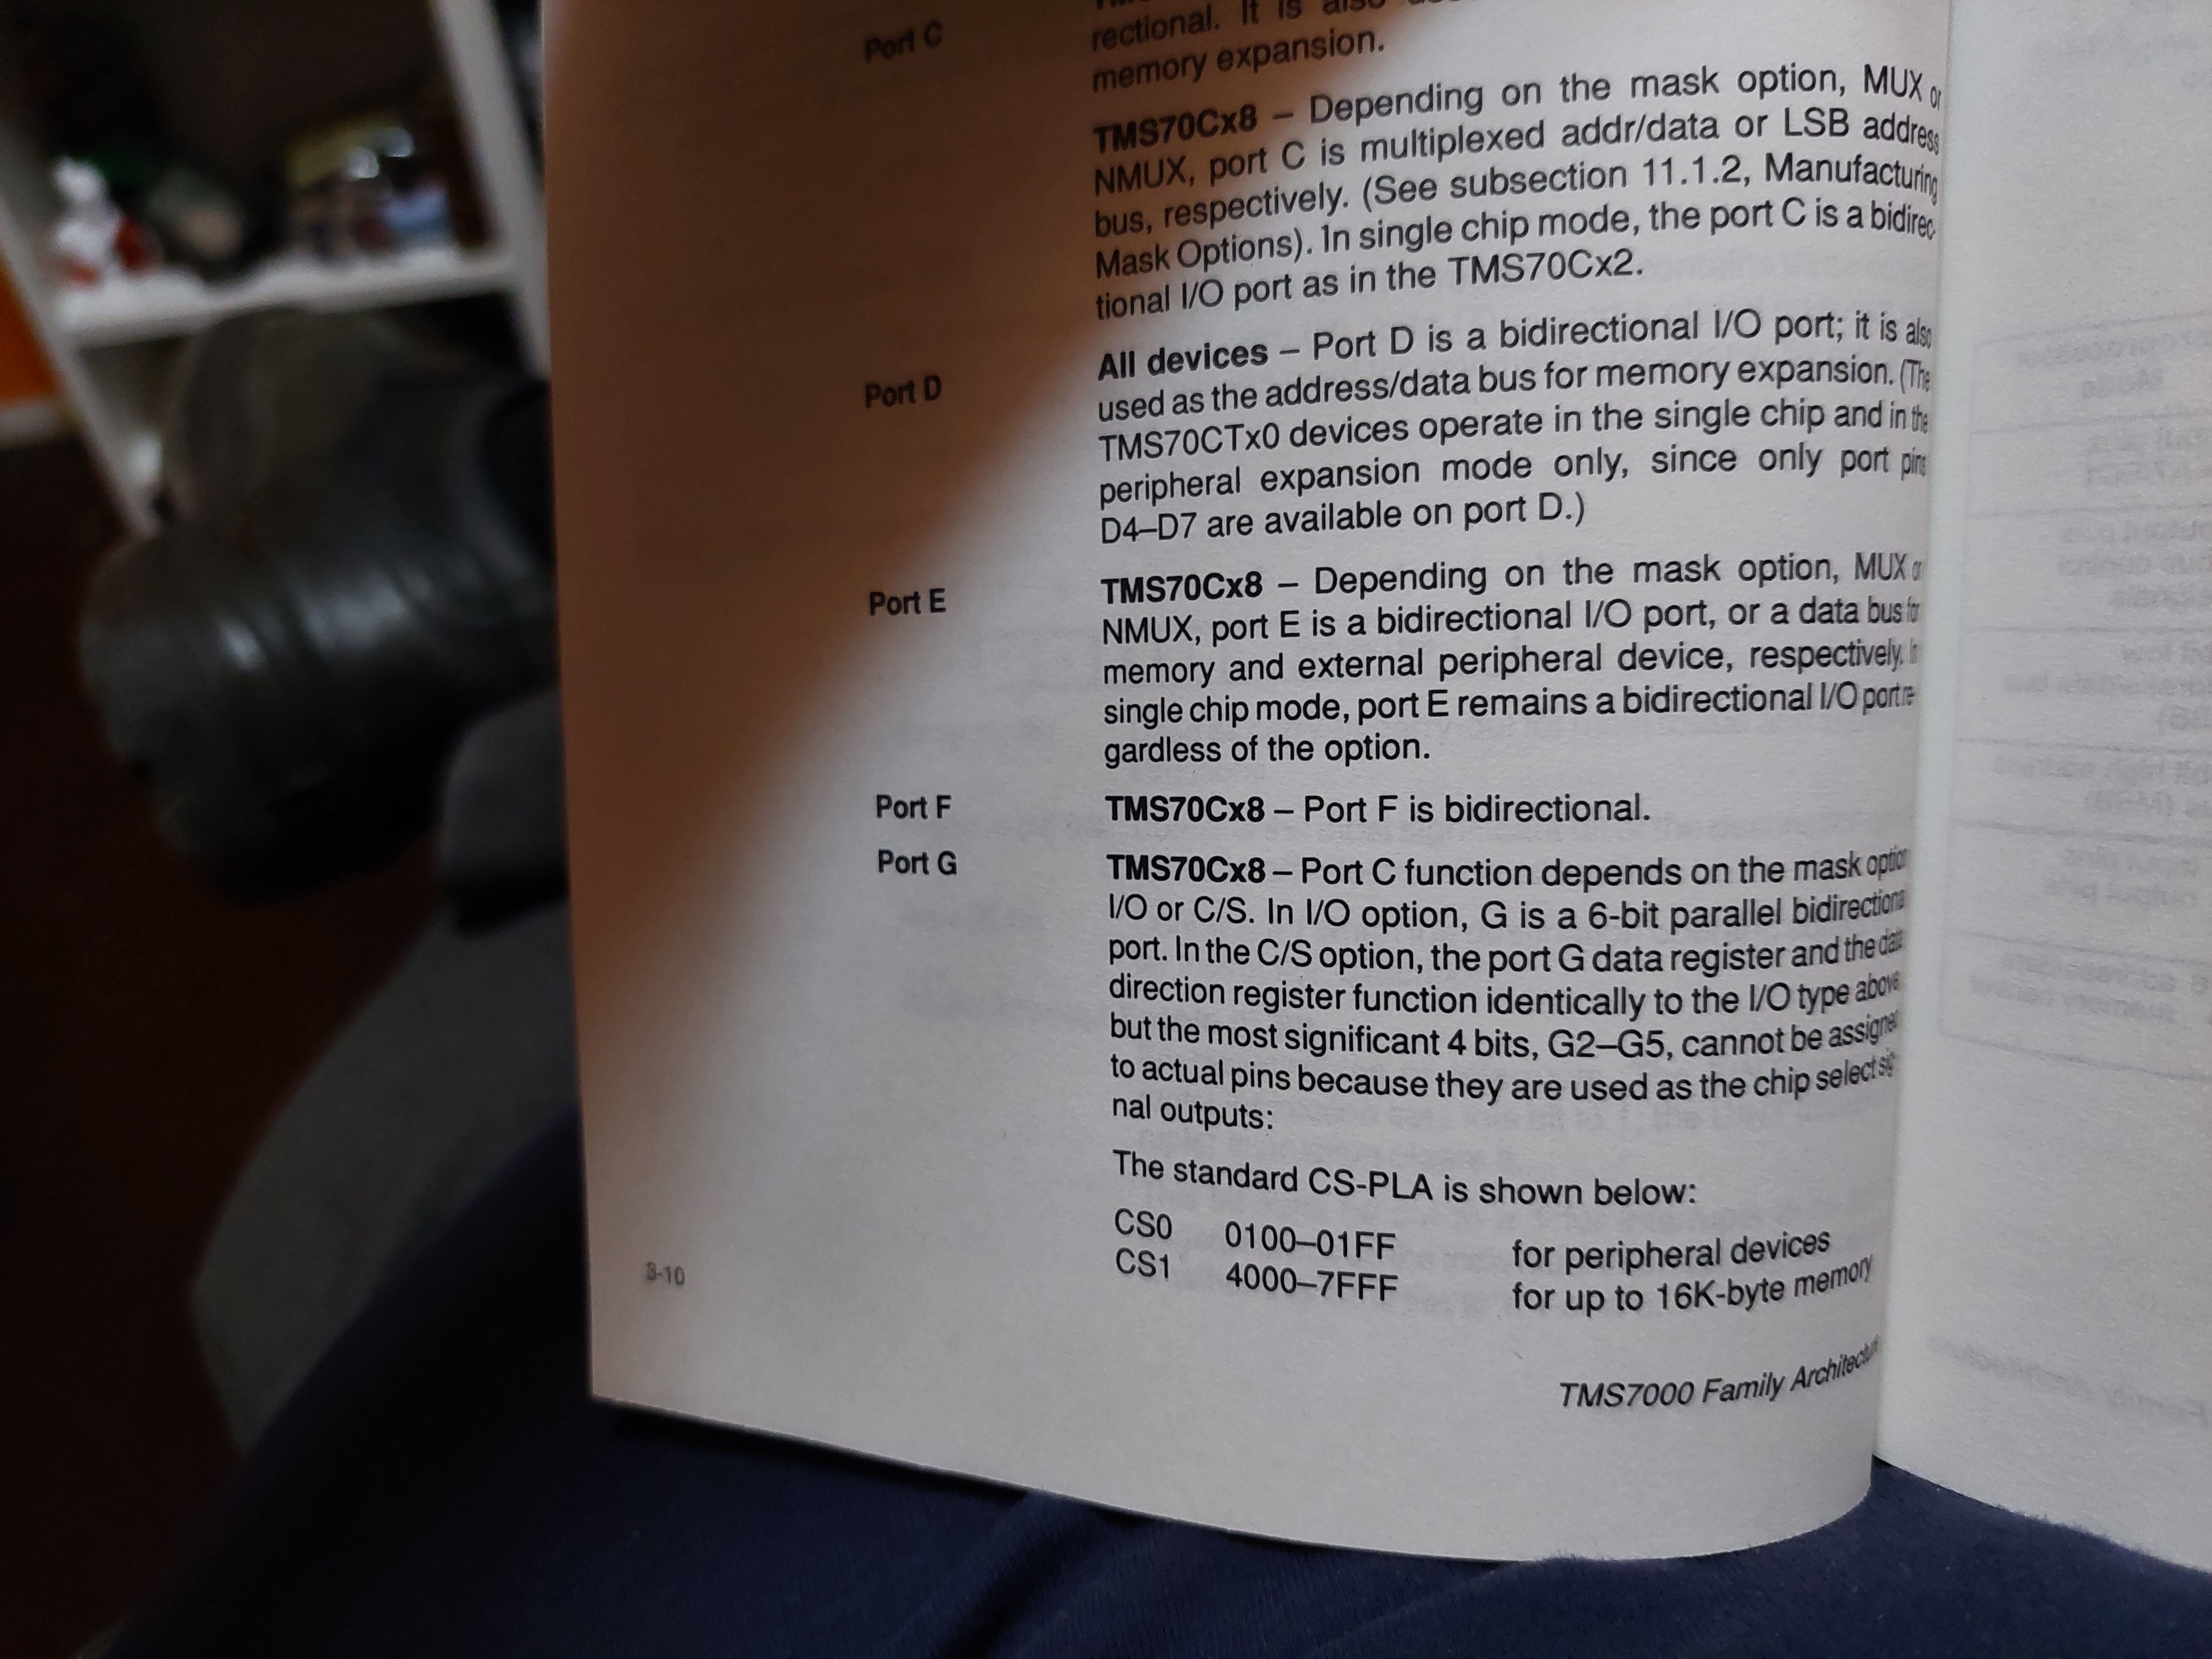 Port C
rectional. It is also
memory expansion.
TMS70Cx8 – Depending on the mask option, MUX or
NMUX, port C is multiplexed addr/data or LSB address
bus, respectively. (See subsection 11.1.2, Manufacturing
Mask Options). In single chip mode, the port C is a bidirec-
tional I/O port as in the TMS70Cx2.
Port D
All devices – Port D is a bidirectional I/O port; it is also
used as the address/data bus for memory expansion. (The
TMS70CTx0 devices operate in the single chip and in the
peripheral expansion mode only, since only port pins
D4–D7 are available on port D.)
Port E
TMS70Cx8 – Depending on the mask option, MUX or
NMUX, port E is a bidirectional I/O port, or a data bus for
memory and external peripheral device, respectively. In
single chip mode, port E remains a bidirectional I/O port re-
gardless of the option.
Port F
TMS70Cx8 – Port F is bidirectional.
Port G
TMS70Cx8 – Port C function depends on the mask option
I/O or C/S. In I/O option, G is a 6-bit parallel bidirectional
port. In the C/S option, the port G data register and the data
direction register function identically to the I/O type above
but the most significant 4 bits, G2–G5, cannot be assigned
to actual pins because they are used as the chip select sig-
nal outputs:
The standard CS-PLA is shown below:
CS0 0100–01FF for peripheral devices
CS1 4000–7FFF for up to 16K-byte memory
3-10
TMS7000 Family Architecture